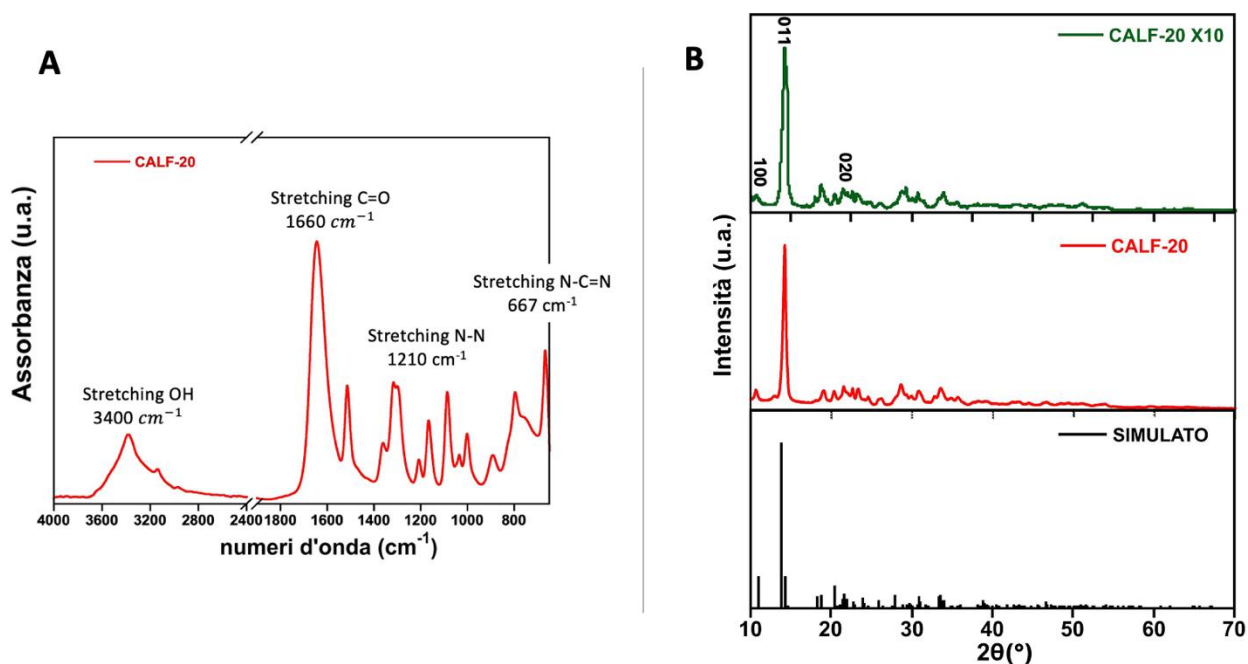 A
CALF-20
Stretching C=O
1660 cm⁻¹
Stretching N-C=N
667 cm⁻¹
Stretching N-N
1210 cm⁻¹
Stretching OH
3400 cm⁻¹
Assorbanza (u.a.)
4000 3600 3200 2800 2400 1800 1600 1400 1200 1000 800
numeri d'onda (cm⁻¹)
B
CALF-20 X10
011
100
020
CALF-20
SIMULATO
Intensità (u.a.)
10 20 30 40 50 60 70
2θ(°)